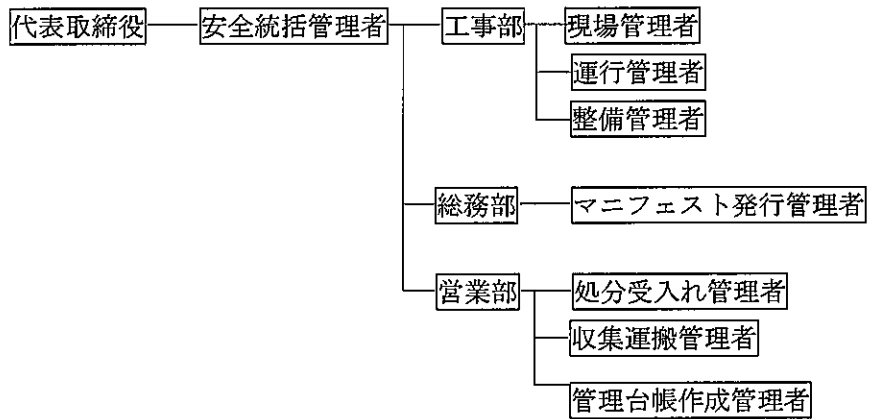 代表取締役 安全統括管理者 工事部 現場管理者
運行管理者
整備管理者
総務部 マニフェスト発行管理者
営業部 処分受入れ管理者
収集運搬管理者
管理台帳作成管理者